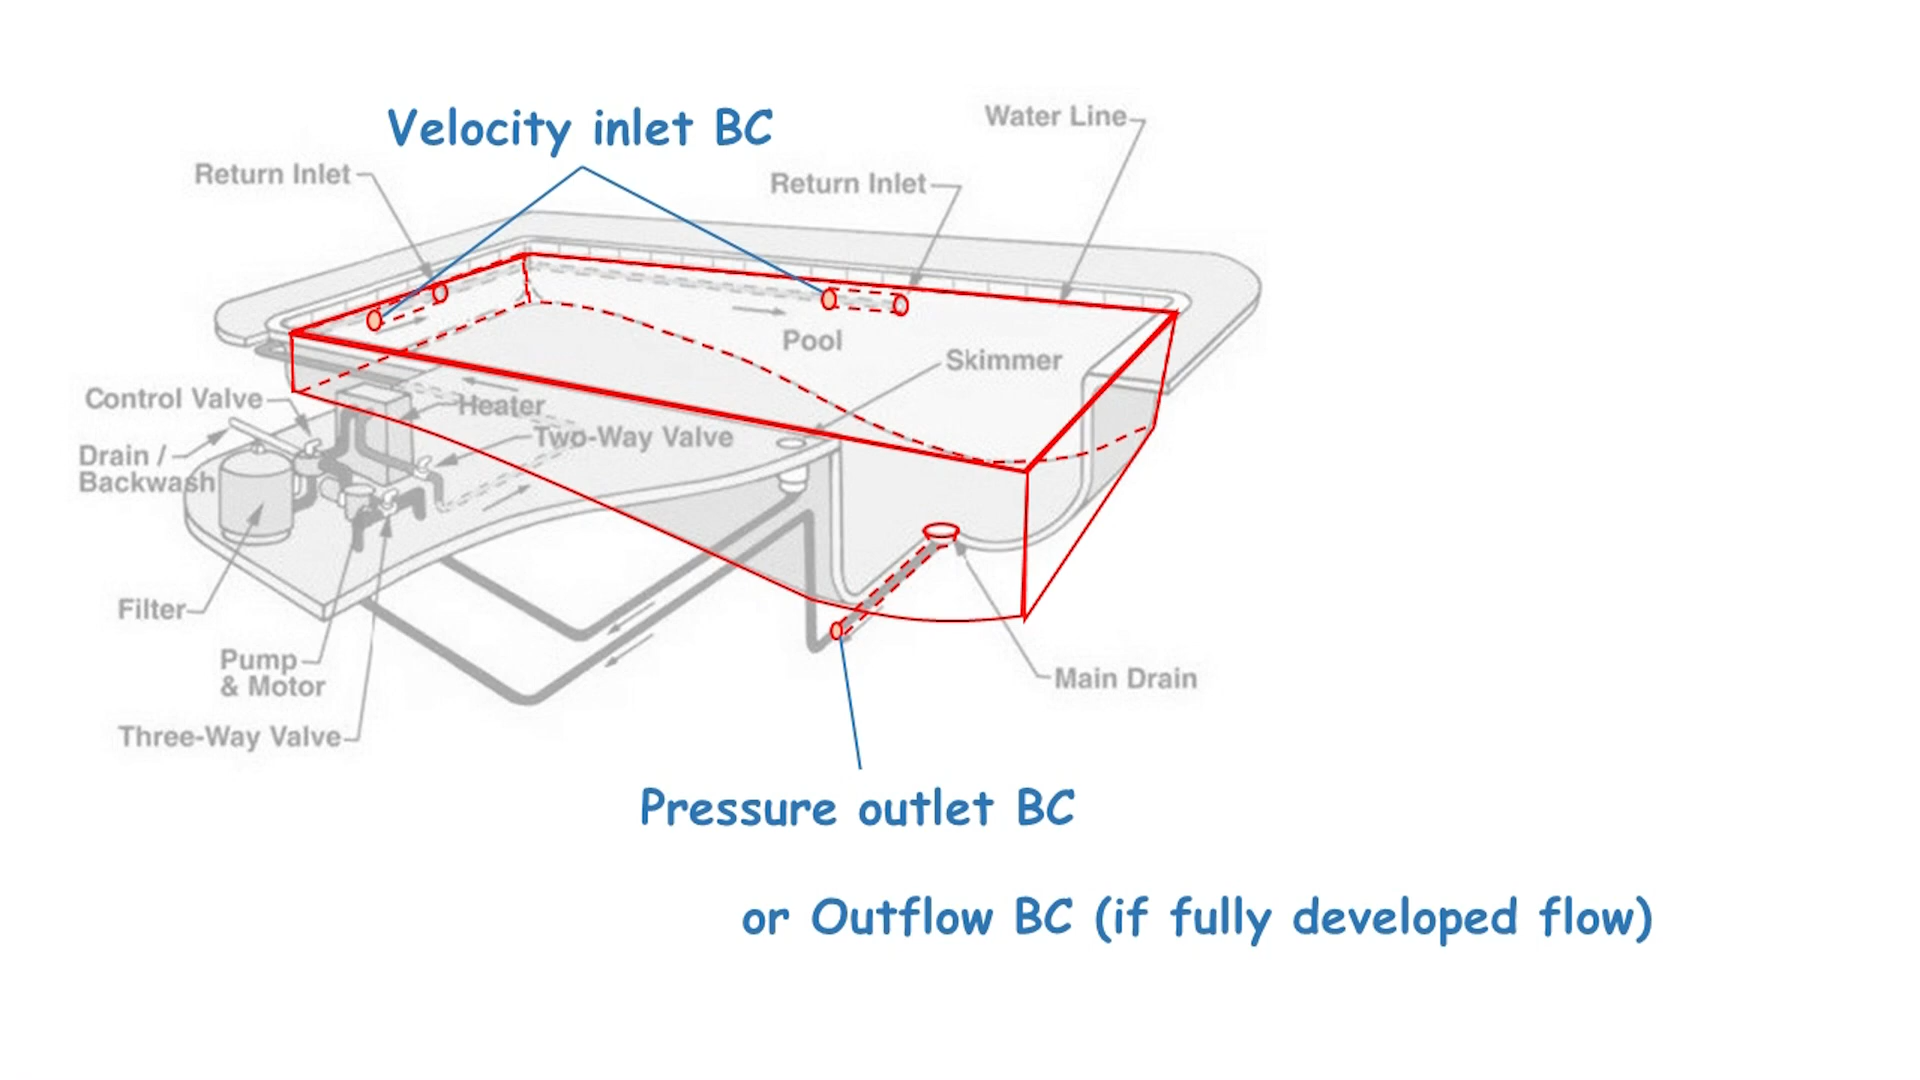 Velocity inlet BC
Water Line
Return Inlet
Return Inlet
Pool
Skimmer
Control Valve
Heater
Two-Way Valve
Drain /
Backwash
Filter
Pump
& Motor
Main Drain
Three-Way Valve
Pressure outlet BC
or Outflow BC (if fully developed flow)